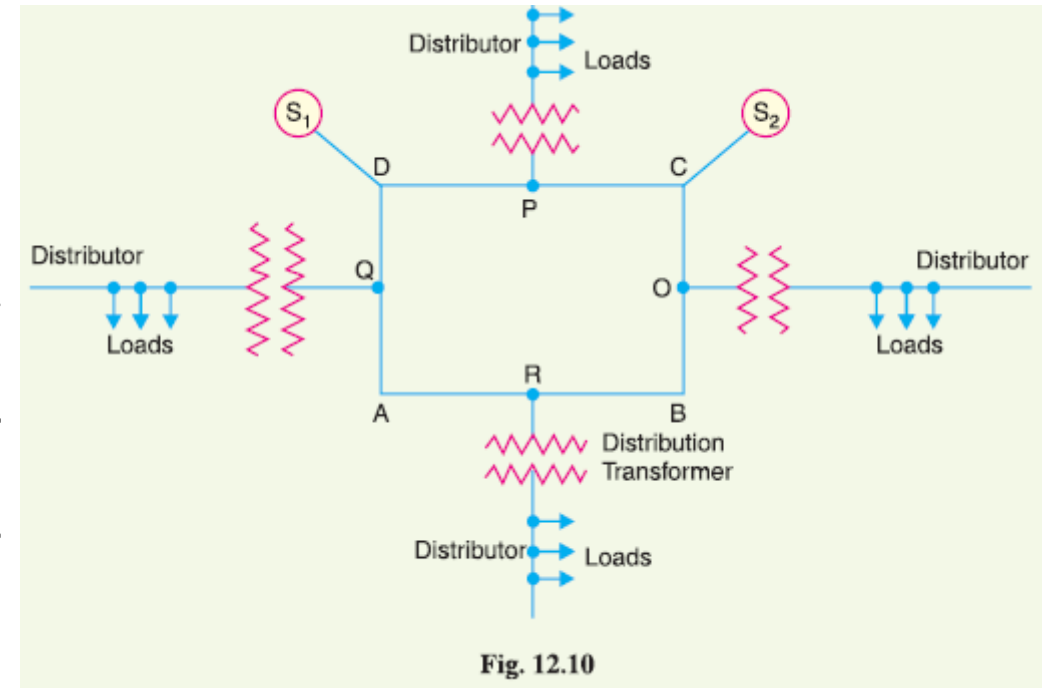 Distributor
Loads
S1
S2
D
C
P
Distributor
Distributor
Q
O
Loads
Loads
R
A
B
Distribution
Transformer
Distributor
Loads
Fig. 12.10